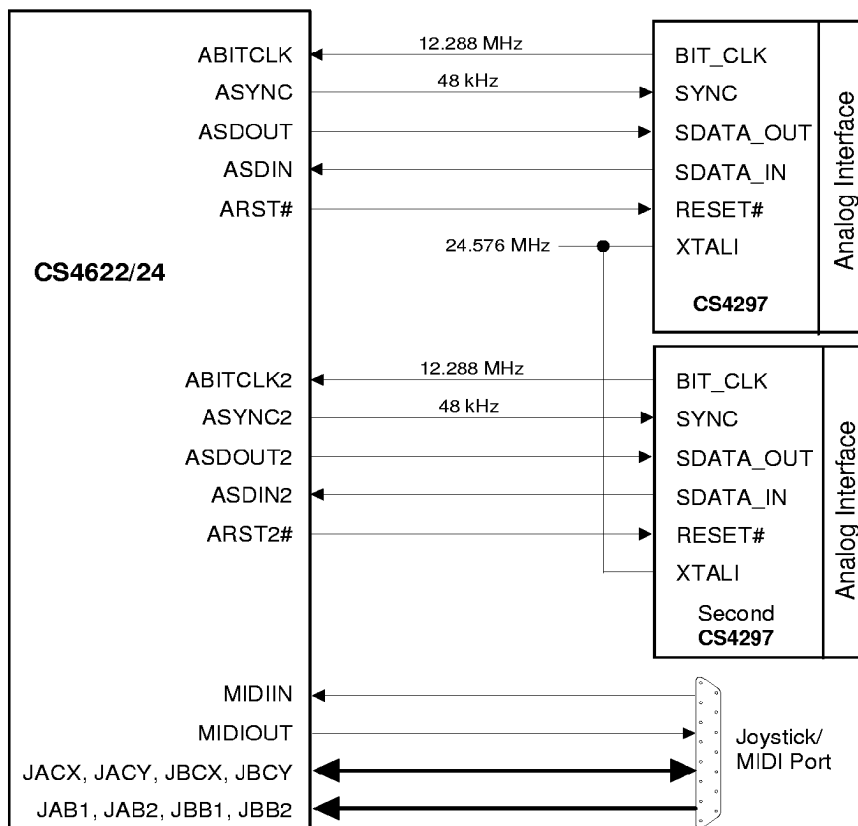 ABITCLK 12.288 MHz BIT_CLK
ASYNC 48 kHz SYNC
ASDOUT SDATA_OUT
ASDIN SDATA_IN
ARST# RESET#
24.576 MHz XTALI
CS4622/24
CS4297
Analog Interface
ABITCLK2 12.288 MHz BIT_CLK
ASYNC2 48 kHz SYNC
ASDOUT2 SDATA_OUT
ASDIN2 SDATA_IN
ARST2# RESET#
XTALI
Second
CS4297
Analog Interface
MIDIIN
MIDIOUT
Joystick/
MIDI Port
JACX, JACY, JBCX, JBCY
JAB1, JAB2, JBB1, JBB2